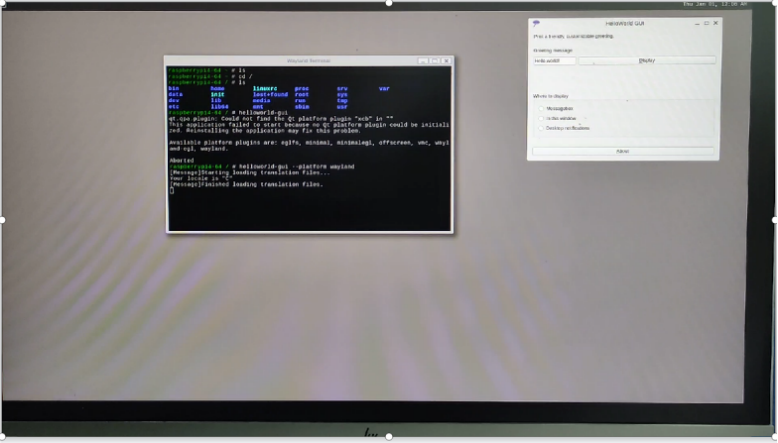 Thu Jan 01, 12:
Wayland Terminal
raspberrypi4-64 ~ # ls
raspberrypi4-64 ~ # cd /
raspberrypi4-64 / # ls
bin home linuxrc proc srv var
data init lost+found root sys
dev lib media run tmp
etc lib64 mnt sbin usr
raspberrypi4-64 / # helloworld-gui
qt.qpa.plugin: Could not find the Qt platform plugin "xcb" in ""
This application failed to start because no Qt platform plugin could be initiali
zed. Reinstalling the application may fix this problem.
Available platform plugins are: eglfs, minimal, minimalegl, offscreen, vnc, wayl
and-egl, wayland.
Aborted
raspberrypi4-64 / # helloworld-gui --platform wayland
[Message]Starting loading translation files...
Your locale is "C"
[Message]Finished loading translation files.
HelloWorld GUI
Print a friendly, customizable greeting.
Greeting message
Hello world!
Display
Where to display
Messagebox
In the window
Desktop notifications
About
hp